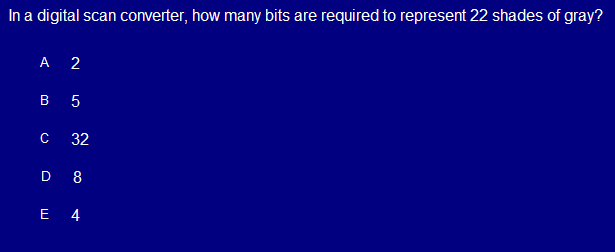 In a digital scan converter, how many bits are required to represent 22 shades of gray?
A 2
B 5
C 32
D 8
E 4